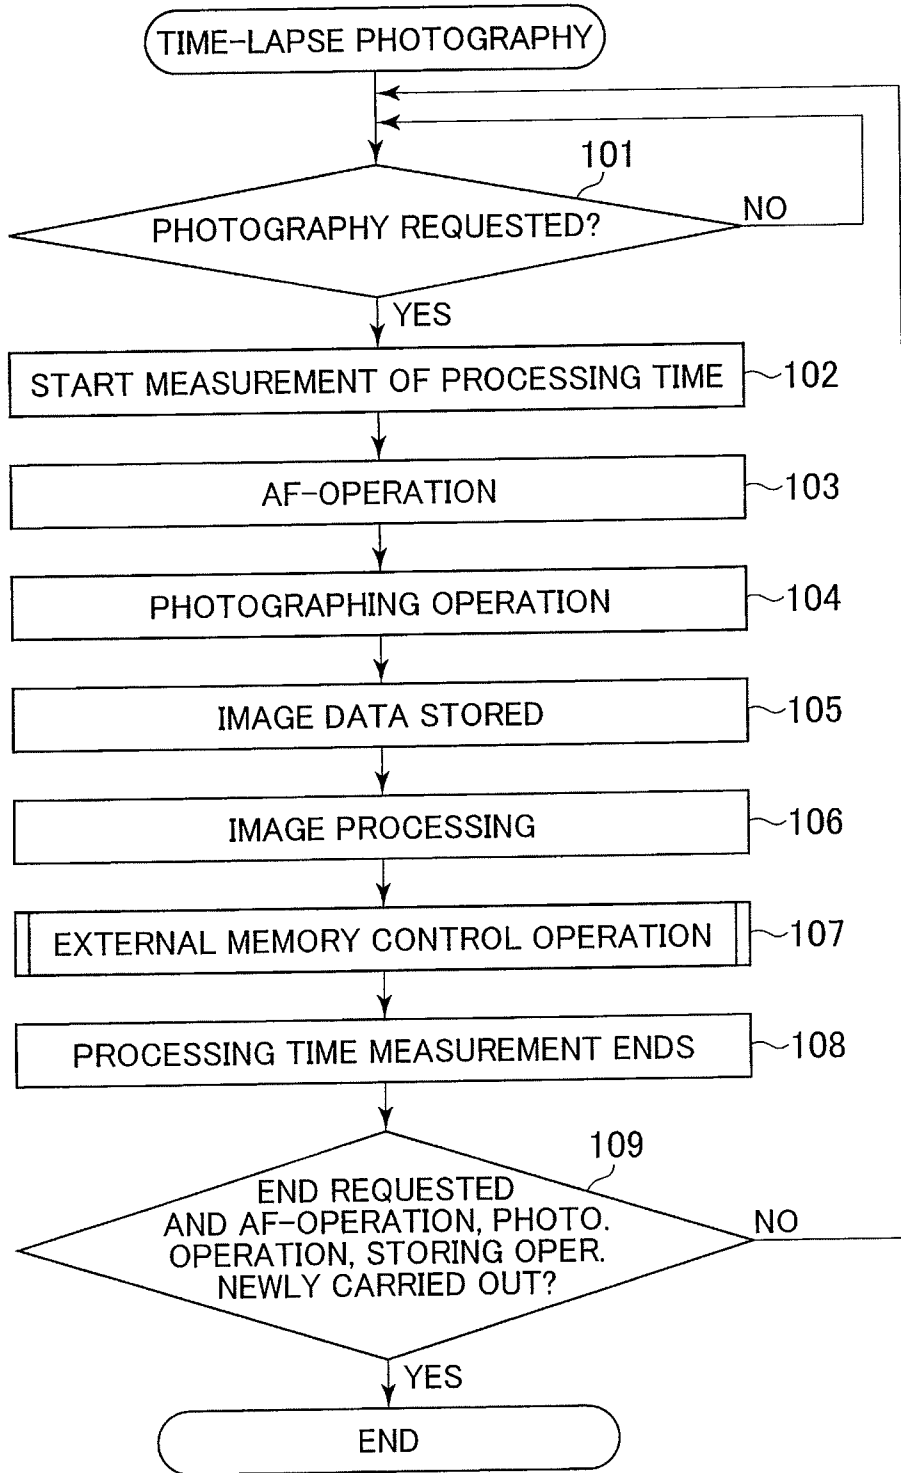 TIME-LAPSE PHOTOGRAPHY
101
PHOTOGRAPHY REQUESTED?
NO
YES
START MEASUREMENT OF PROCESSING TIME
102
AF-OPERATION
103
PHOTOGRAPHING OPERATION
104
IMAGE DATA STORED
105
IMAGE PROCESSING
106
EXTERNAL MEMORY CONTROL OPERATION
107
PROCESSING TIME MEASUREMENT ENDS
108
109
END REQUESTED
AND AF-OPERATION, PHOTO.
OPERATION, STORING OPER.
NEWLY CARRIED OUT?
NO
YES
END